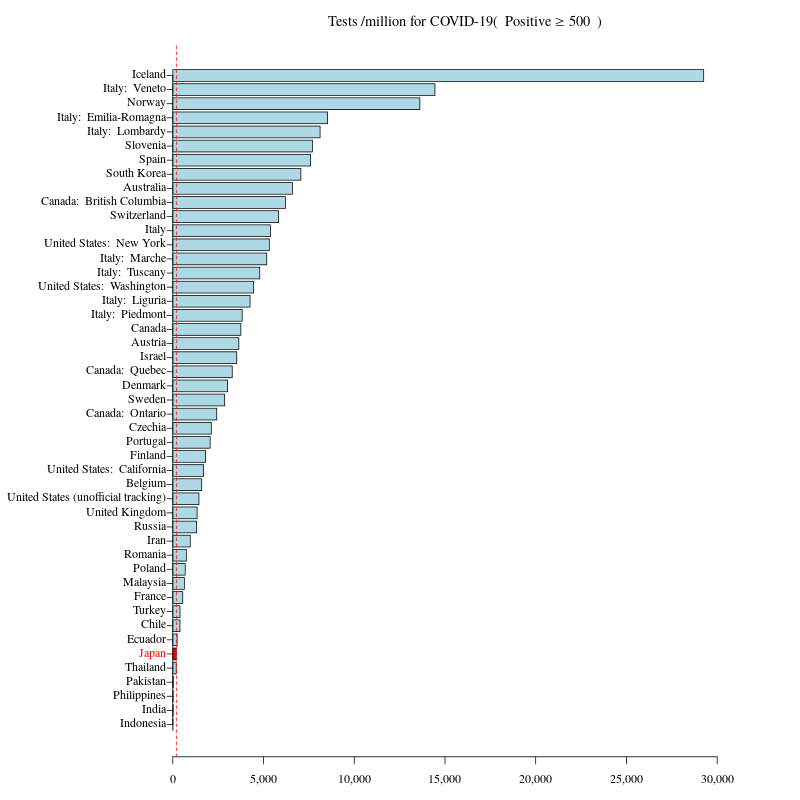 Tests /million for COVID-19(  Positive ≥ 500  )
Iceland
Italy:  Veneto
Norway
Italy:  Emilia-Romagna
Italy:  Lombardy
Slovenia
Spain
South Korea
Australia
Canada:  British Columbia
Switzerland
Italy
United States:  New York
Italy:  Marche
Italy:  Tuscany
United States:  Washington
Italy:  Liguria
Italy:  Piedmont
Canada
Austria
Israel
Canada:  Quebec
Denmark
Sweden
Canada:  Ontario
Czechia
Portugal
Finland
United States:  California
Belgium
United States (unofficial tracking)
United Kingdom
Russia
Iran
Romania
Poland
Malaysia
France
Turkey
Chile
Ecuador
Japan
Thailand
Pakistan
Philippines
India
Indonesia
0 5,000 10,000 15,000 20,000 25,000 30,000